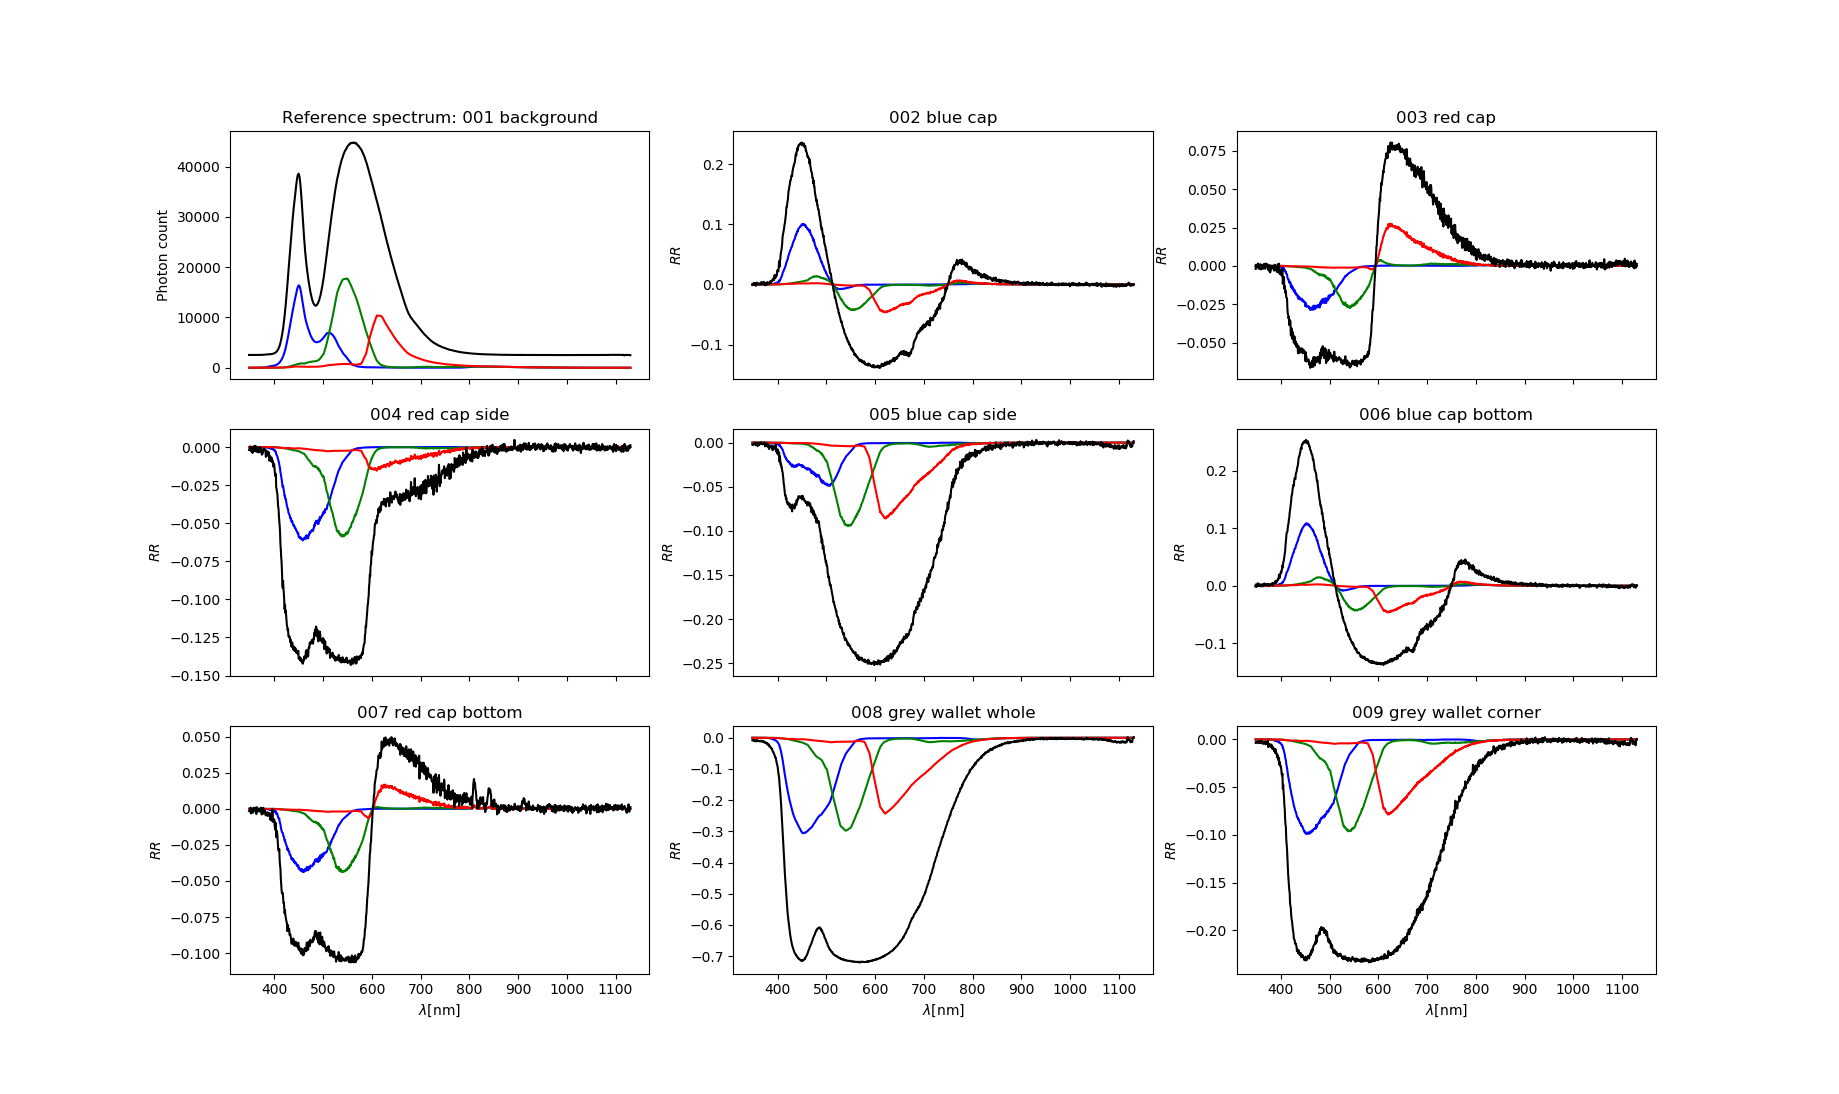 Reference spectrum: 001 background
Photon count
40000
30000
20000
10000
0
002 blue cap
RR
0.2
0.1
0.0
−0.1
003 red cap
RR
0.075
0.050
0.025
0.000
−0.025
−0.050
004 red cap side
RR
0.000
−0.025
−0.050
−0.075
−0.100
−0.125
−0.150
005 blue cap side
RR
0.00
−0.05
−0.10
−0.15
−0.20
−0.25
006 blue cap bottom
RR
0.2
0.1
0.0
−0.1
007 red cap bottom
RR
0.050
0.025
0.000
−0.025
−0.050
−0.075
−0.100
400 500 600 700 800 900 1000 1100
λ[nm]
008 grey wallet whole
RR
0.0
−0.1
−0.2
−0.3
−0.4
−0.5
−0.6
−0.7
400 500 600 700 800 900 1000 1100
λ[nm]
009 grey wallet corner
RR
0.00
−0.05
−0.10
−0.15
−0.20
400 500 600 700 800 900 1000 1100
λ[nm]